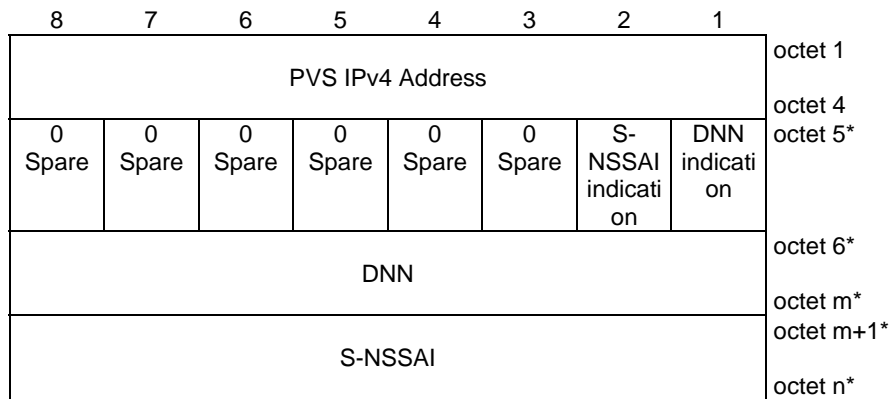 8 7 6 5 4 3 2 1
octet 1
PVS IPv4 Address
octet 4
0 0 0 0 0 0 S- DNN octet 5*
Spare Spare Spare Spare Spare Spare NSSAI indicati
indicati on
on
octet 6*
DNN
octet m*
octet m+1*
S-NSSAI
octet n*